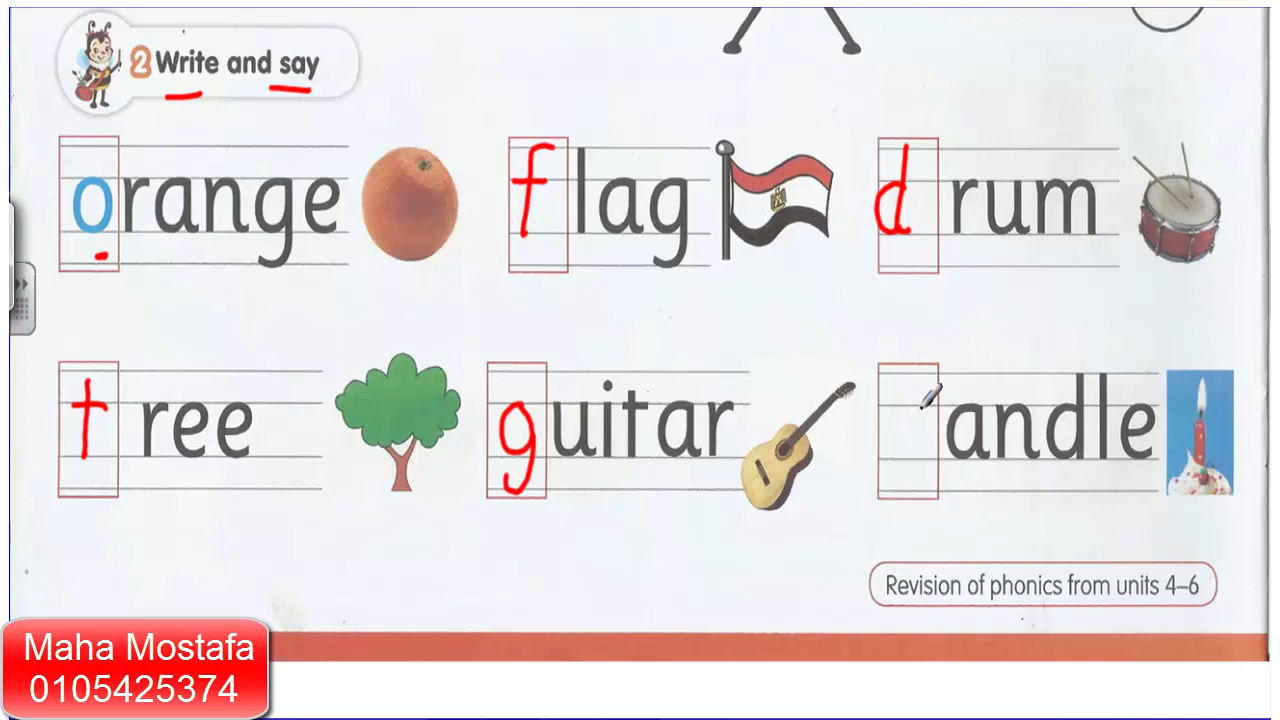 2 Write and say
orange
flag
drum
tree
guitar
andle
Revision of phonics from units 4–6
Maha Mostafa
0105425374